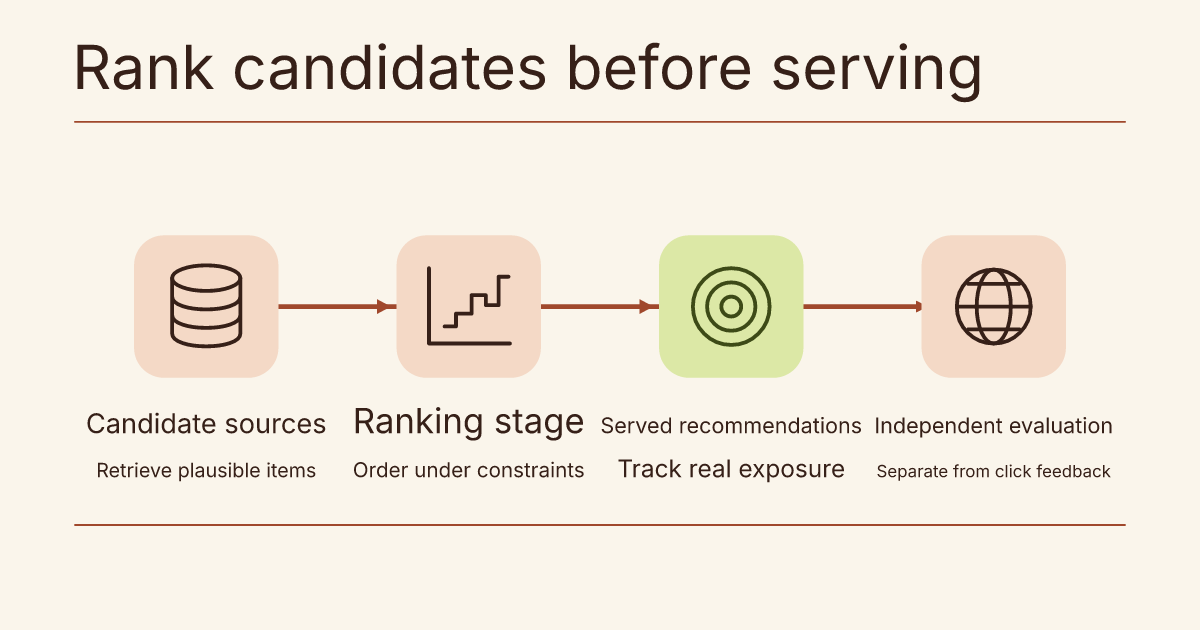 Rank candidates before serving
Candidate sources
Retrieve plausible items
Ranking stage
Order under constraints
Served recommendations
Track real exposure
Independent evaluation
Separate from click feedback